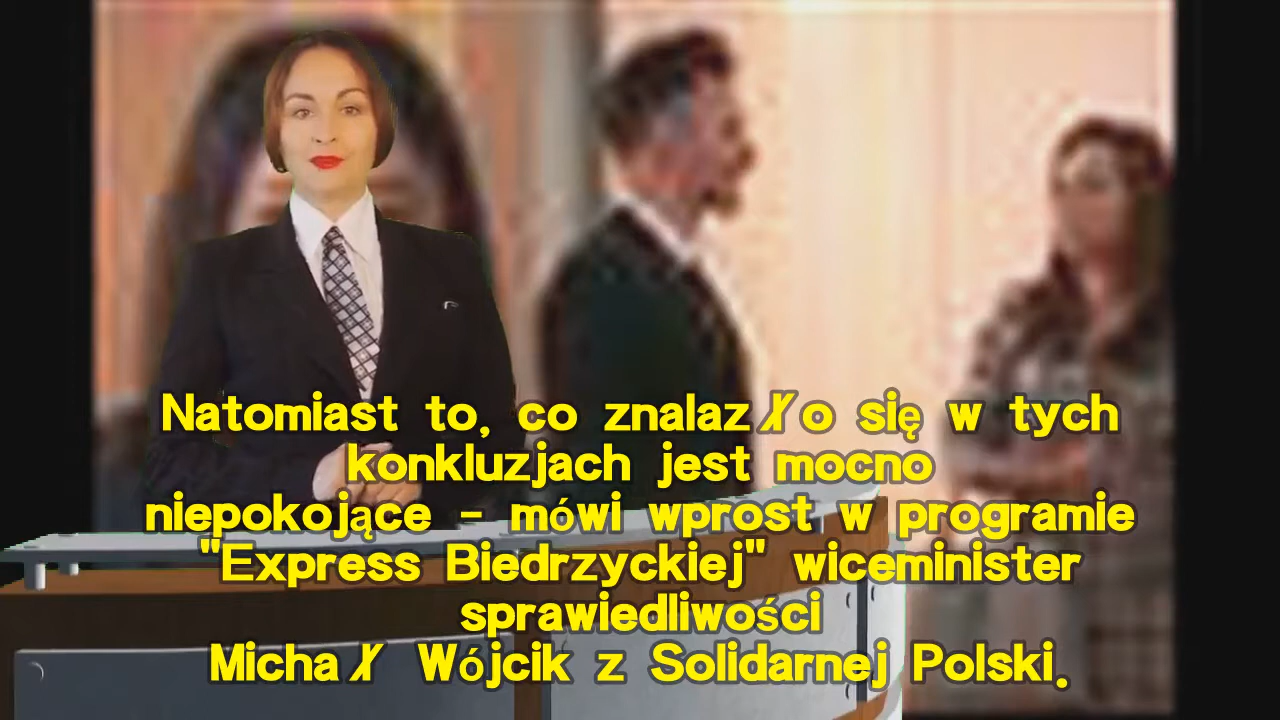 Natomiast to, co znalazło się w tych
konkluzjach jest mocno
niepokojące - mówi wprost w programie
"Express Biedrzyckiej" wiceminister
sprawiedliwości
Michał Wójcik z Solidarnej Polski.